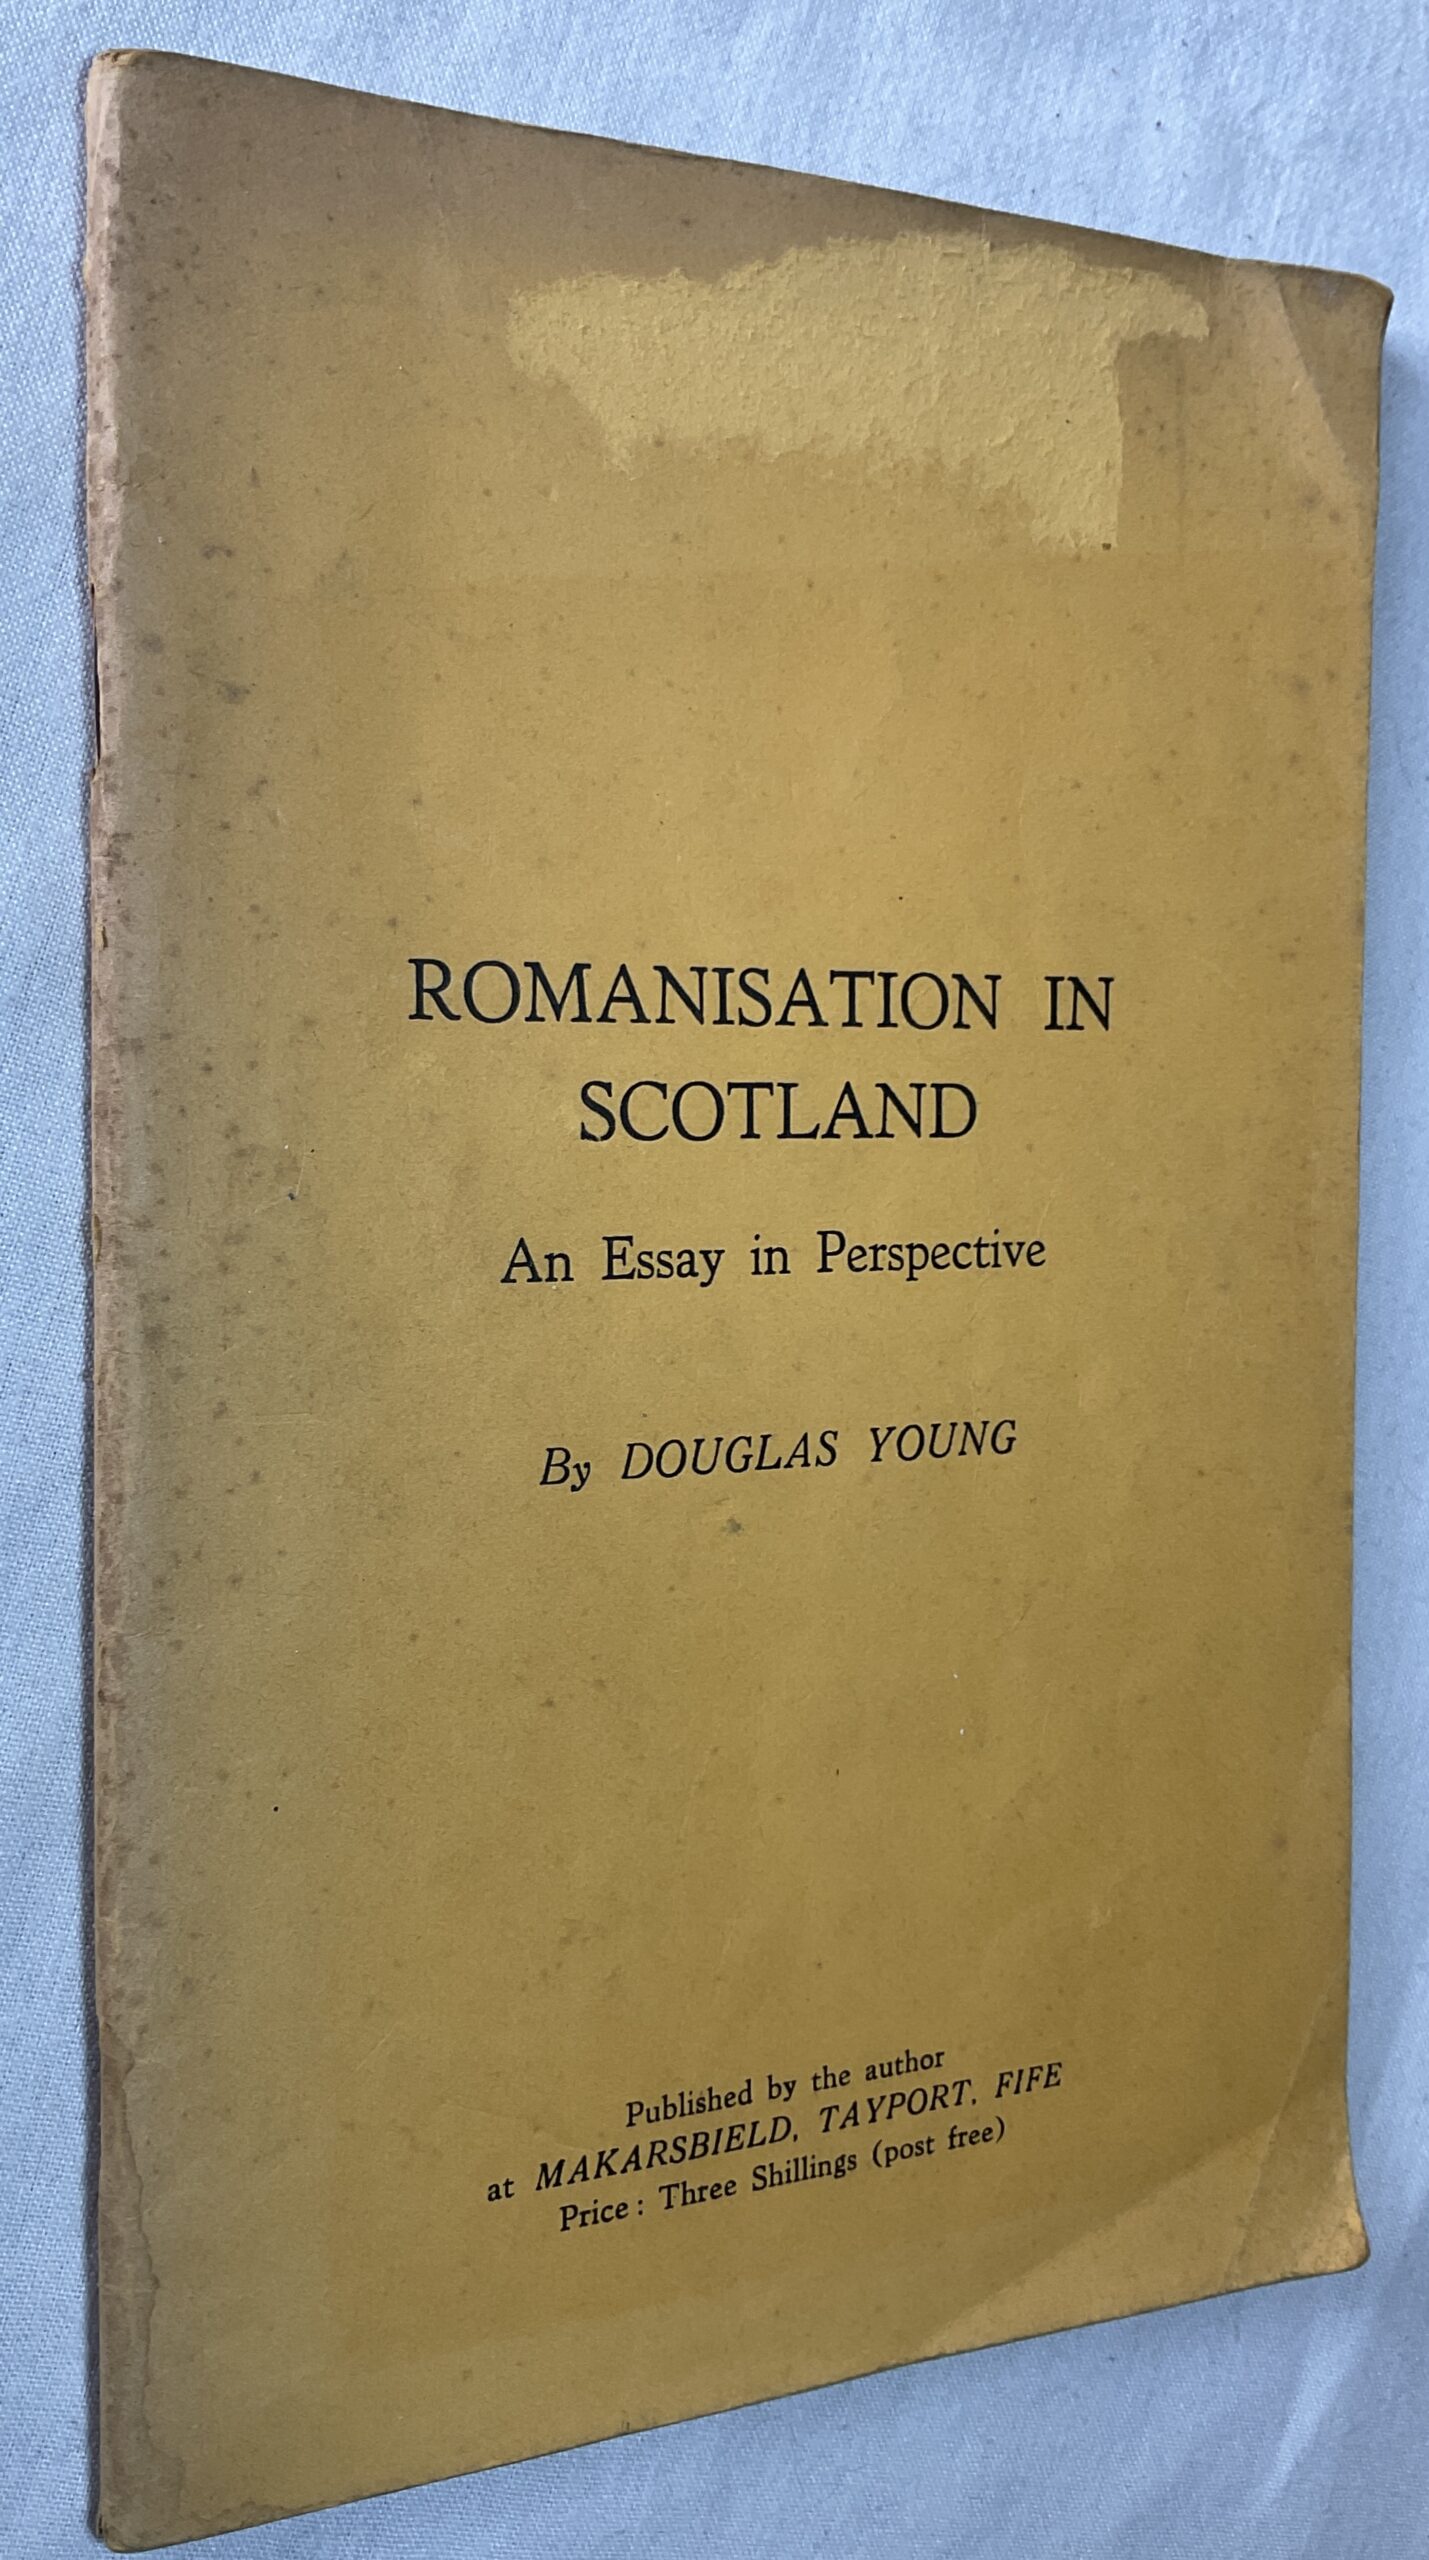 ROMANISATION IN
SCOTLAND
An Essay in Perspective
By DOUGLAS YOUNG
Published by the author
at MAKARSBIELD, TAYPORT, FIFE
Price: Three Shillings (post free)